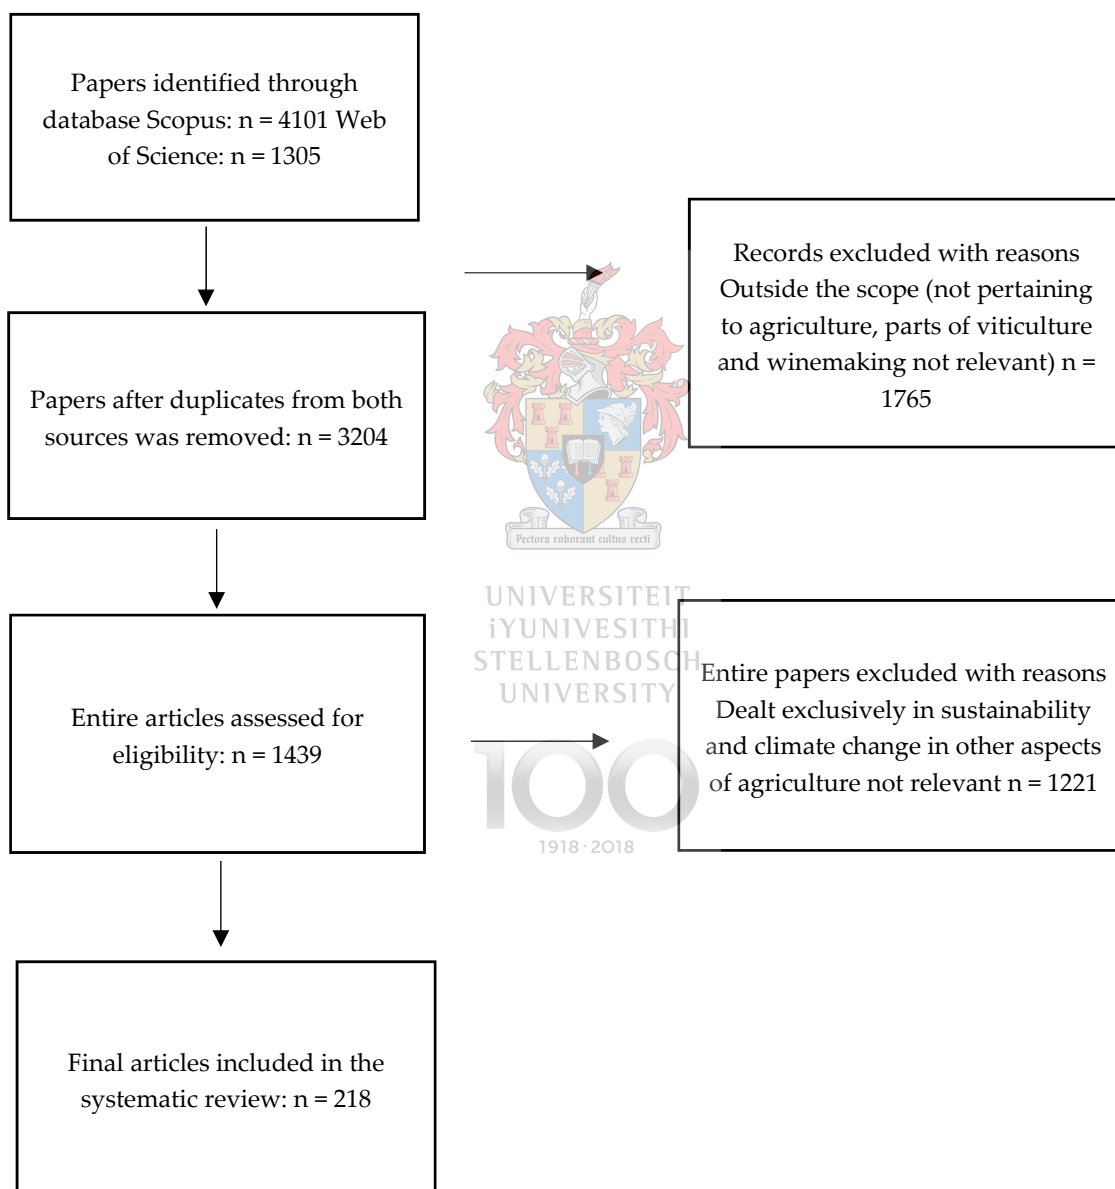 Papers identified through
database Scopus: n = 4101 Web
of Science: n = 1305
Records excluded with reasons
Outside the scope (not pertaining
to agriculture, parts of viticulture
and winemaking not relevant) n =
1765
Papers after duplicates from both
sources was removed: n = 3204
Pectora roborant cultus recti
UNIVERSITEIT
iYUNIVESITHI
STELLENBOSCH
UNIVERSITY
100
1918 · 2018
Entire articles assessed for
eligibility: n = 1439
Entire papers excluded with reasons
Dealt exclusively in sustainability
and climate change in other aspects
of agriculture not relevant n = 1221
Final articles included in the
systematic review: n = 218